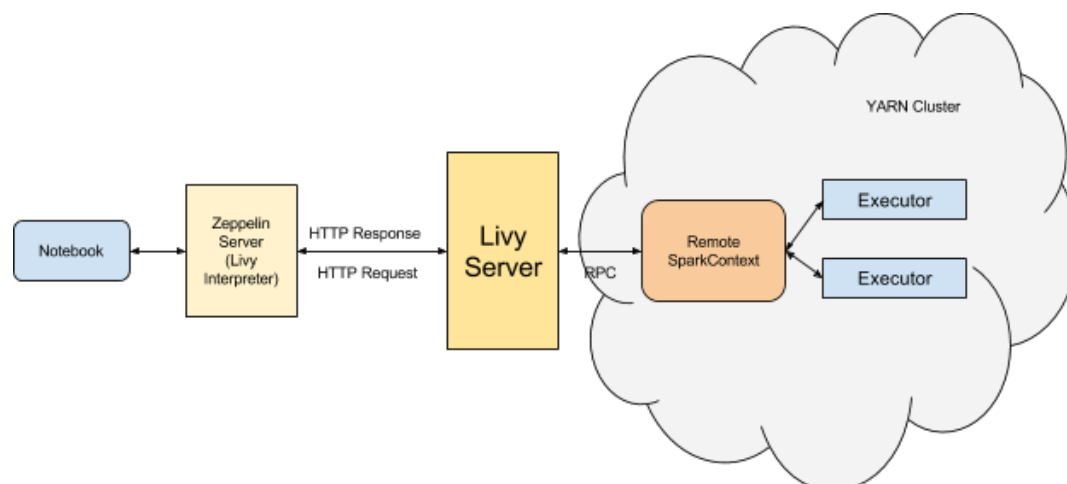 YARN Cluster
Notebook
Zeppelin
Server
(Livy
Interpreter)
HTTP Response
HTTP Request
Livy
Server
RPC
Remote
SparkContext
Executor
Executor